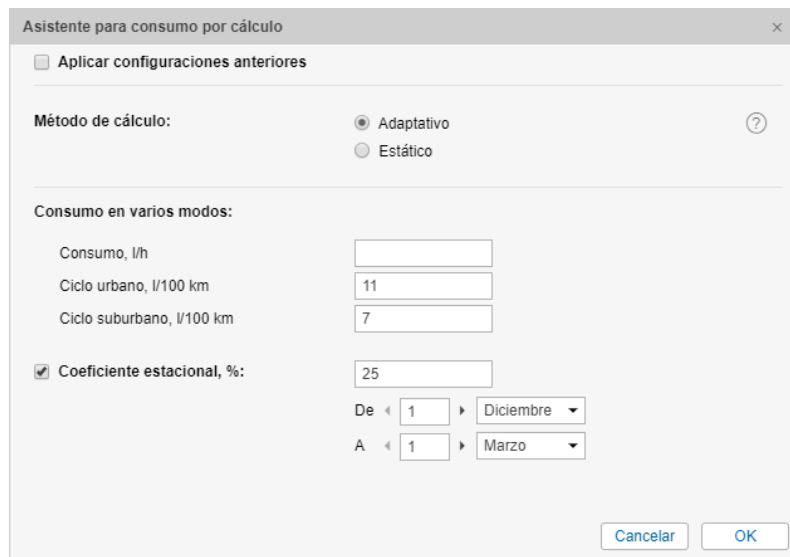 Asistente para consumo por cálculo ×
Aplicar configuraciones anteriores
Método de cálculo: Adaptativo ?
Estático
Consumo en varios modos:
Consumo, l/h
Ciclo urbano, l/100 km 11
Ciclo suburbano, l/100 km 7
Coeficiente estacional, %: 25
De 1 Diciembre
A 1 Marzo
Cancelar OK